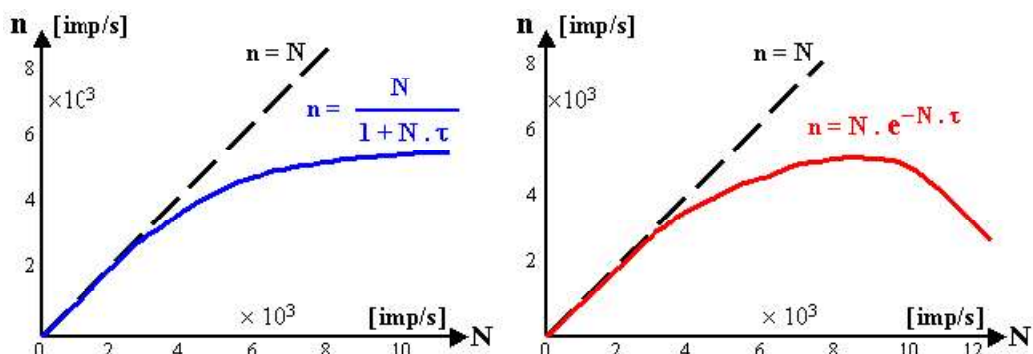 n [imp/s]
8
×10³
6
4
2
n = N
n = N / 1 + N . τ
× 10³
[imp/s]
N
0 2 4 6 8 10
n [imp/s]
8
×10³
6
4
2
n = N
n = N . e^−N . τ
× 10³
[imp/s]
N
0 2 4 6 8 10 12